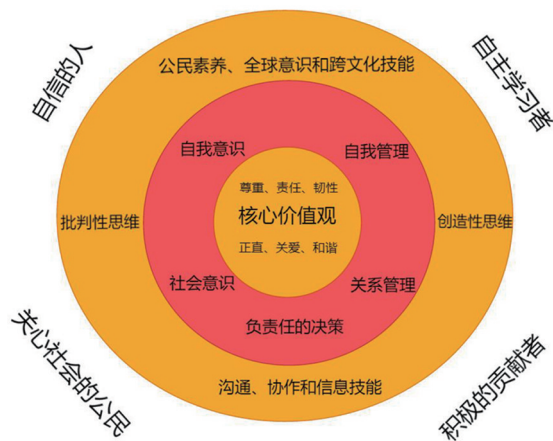 自信的人
自主学习者
公民素养、全球意识和跨文化技能
自我意识
自我管理
尊重、责任、韧性
批判性思维
核心价值观
创造性思维
正直、关爱、和谐
社会意识
关系管理
负责任的决策
关心社会的公民
积极的贡献者
沟通、协作和信息技能